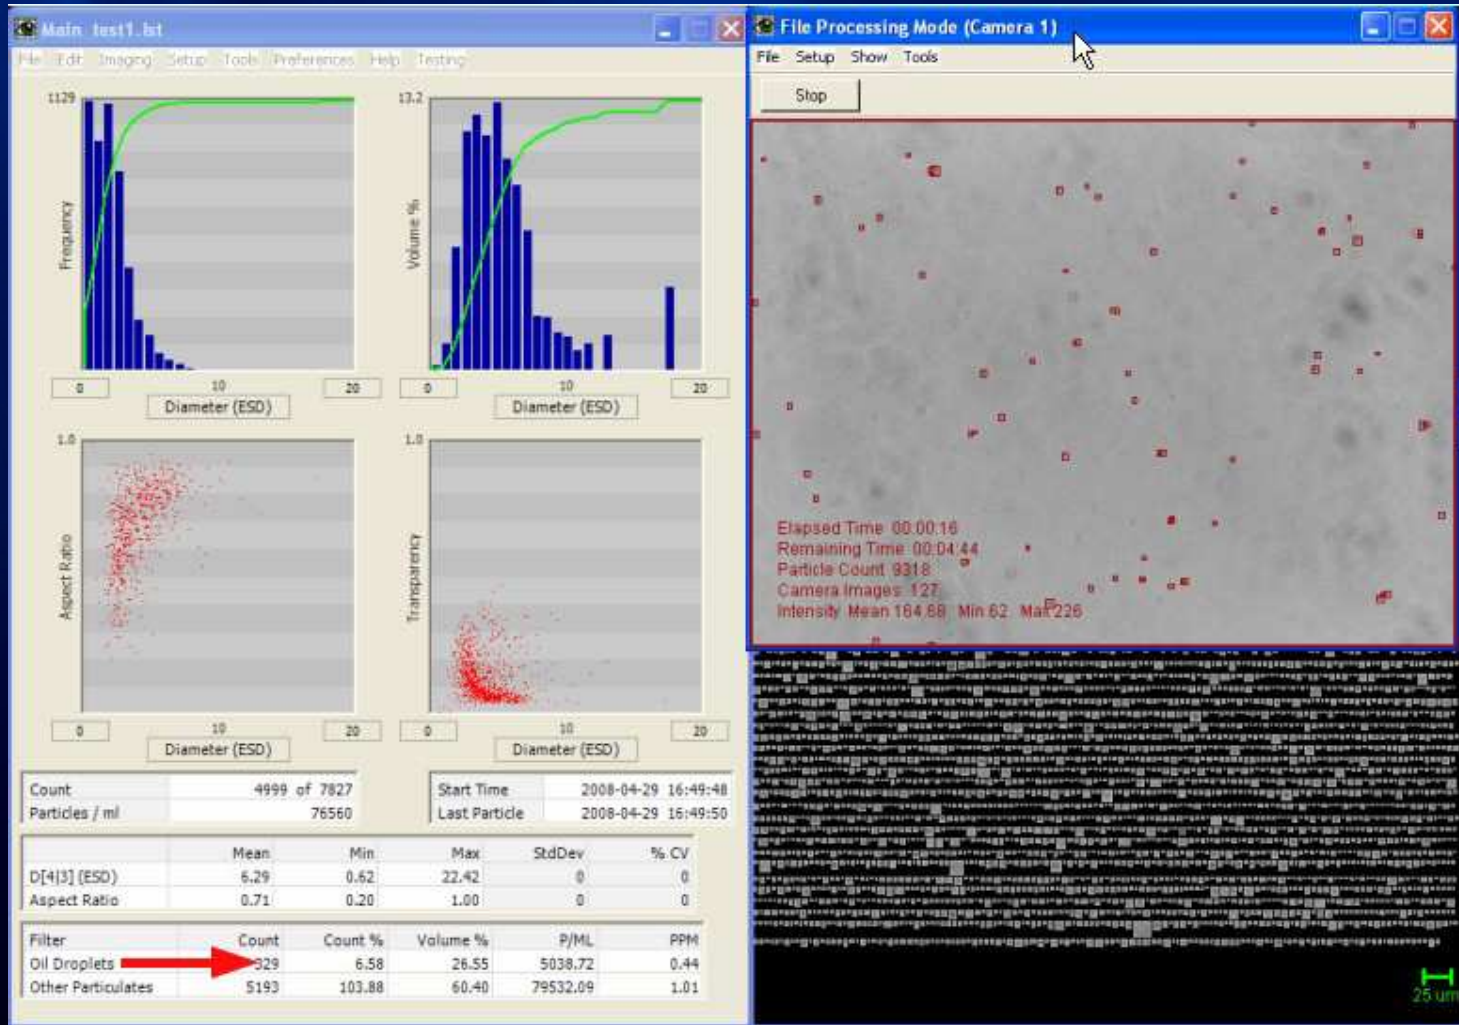 Main test1.lst
File Edit Imaging Setup Tools Preferences Help Testing
1129
Frequency
0 10 20
Diameter (ESD)
13.2
Volume %
0 10 20
Diameter (ESD)
1.0
Aspect Ratio
0 10 20
Diameter (ESD)
1.0
Transparency
0 10 20
Diameter (ESD)
Count 4999 of 7827
Particles / ml 76560
Start Time 2008-04-29 16:49:48
Last Particle 2008-04-29 16:49:50
Mean Min Max StdDev % CV
D[4|3] (ESD) 6.29 0.62 22.42 0 0
Aspect Ratio 0.71 0.20 1.00 0 0
Filter Count Count % Volume % P/ML PPM
Oil Droplets 329 6.58 26.55 5038.72 0.44
Other Particulates 5193 103.88 60.40 79532.09 1.01
File Processing Mode (Camera 1)
File Setup Show Tools
Stop
Elapsed Time 00:00:16
Remaining Time 00:04:44
Particle Count 9318
Camera Images 127
Intensity Mean 164.68 Min 62 Max 226
25 um